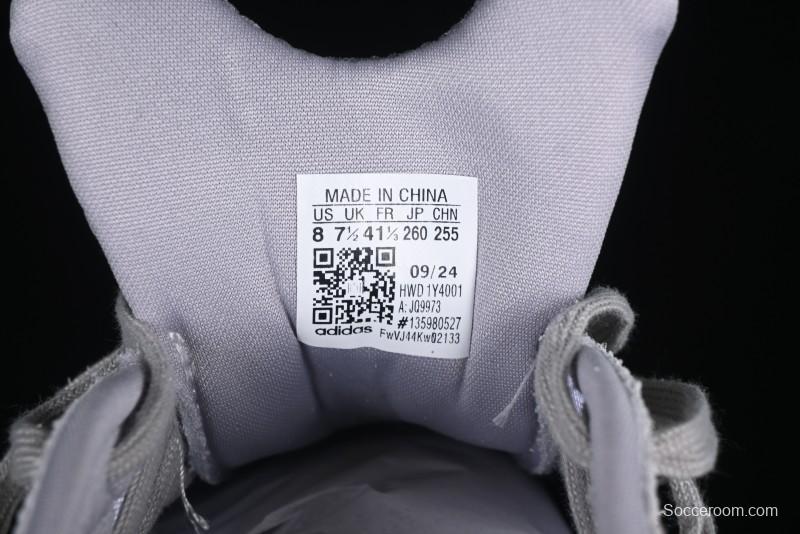 MADE IN CHINA
US UK FR JP CHN
8 7½ 41⅓ 260 255
09/24
HWD 1Y4001
A: JQ9973
#135980527
adidas FwVJ44Kw02133
Socceroom.com